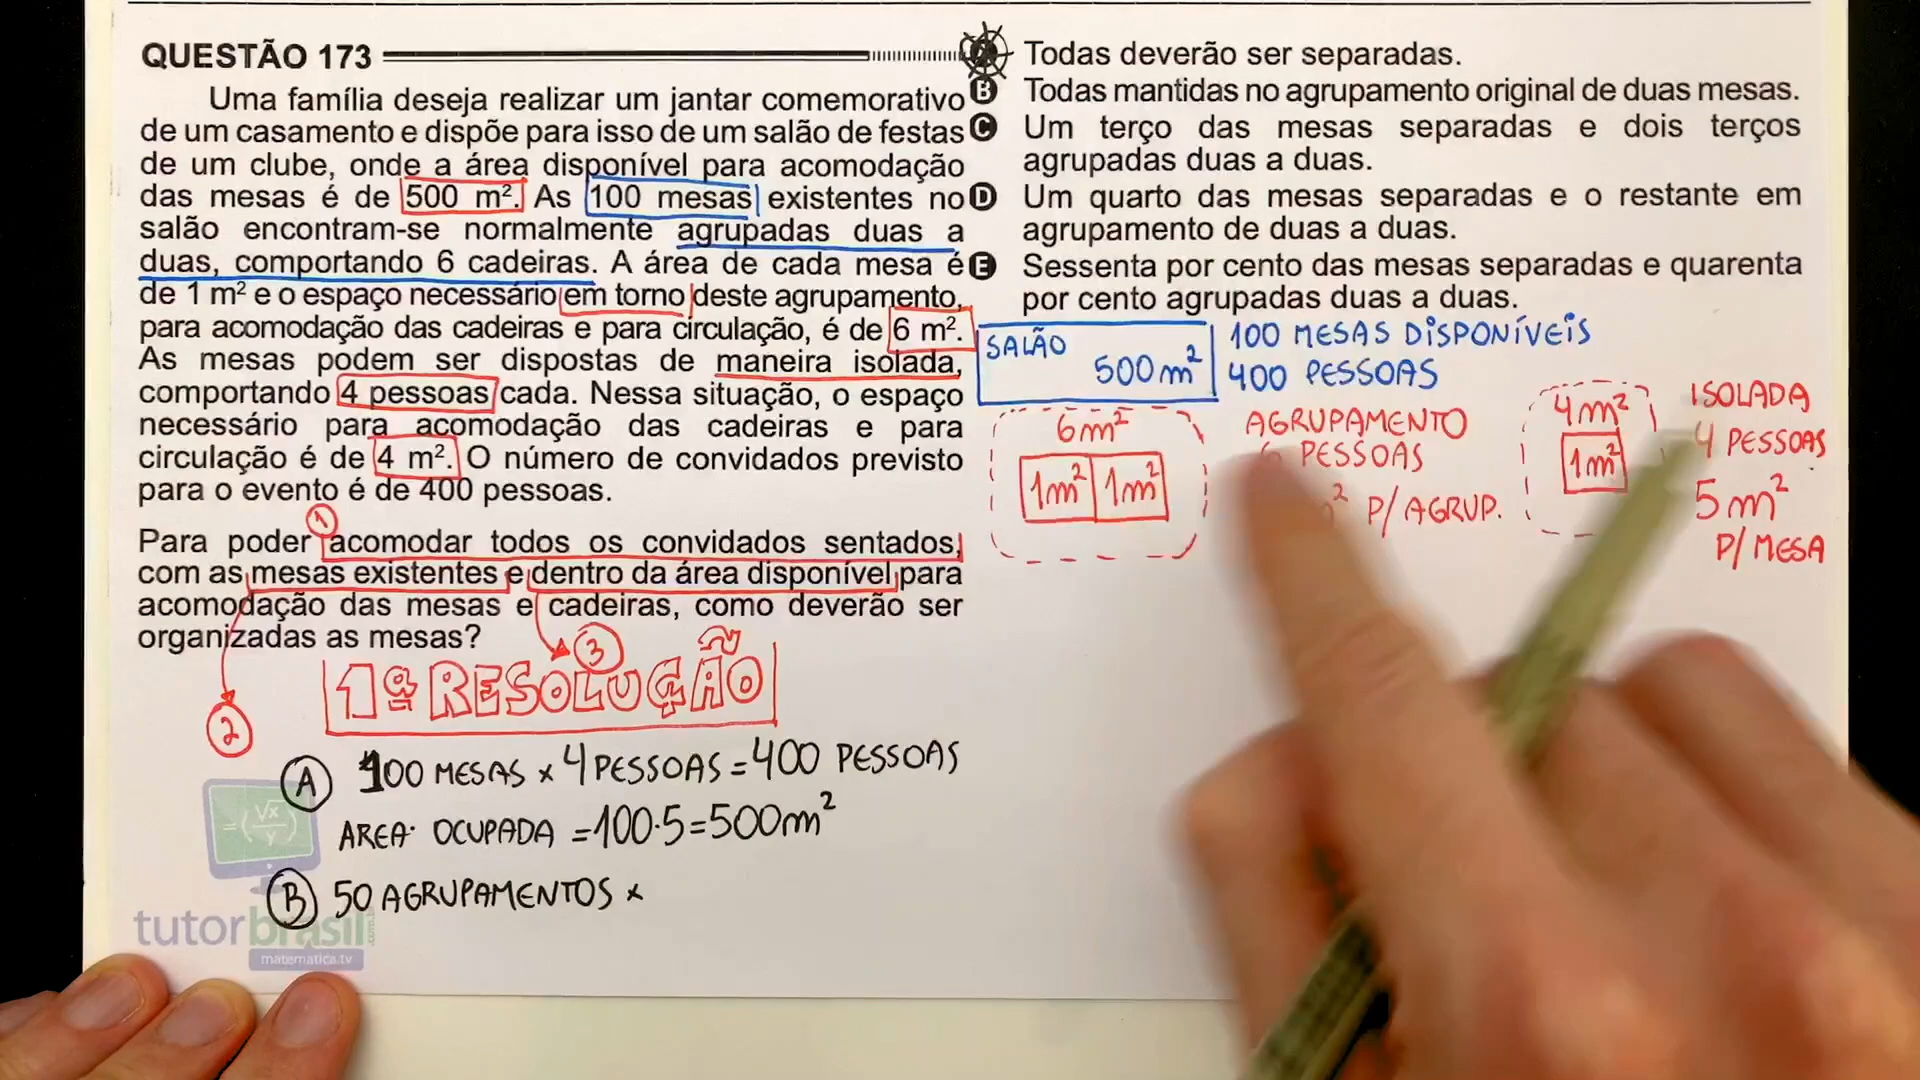 QUESTÃO 173
Uma família deseja realizar um jantar comemorativo
de um casamento e dispõe para isso de um salão de festas
de um clube, onde a área disponível para acomodação
das mesas é de 500 m². As 100 mesas existentes no
salão encontram-se normalmente agrupadas duas a
duas, comportando 6 cadeiras. A área de cada mesa é
de 1 m² e o espaço necessário em torno deste agrupamento,
para acomodação das cadeiras e para circulação, é de 6 m².
As mesas podem ser dispostas de maneira isolada,
comportando 4 pessoas cada. Nessa situação, o espaço
necessário para acomodação das cadeiras e para
circulação é de 4 m². O número de convidados previsto
para o evento é de 400 pessoas.
1
Para poder acomodar todos os convidados sentados,
com as mesas existentes e dentro da área disponível para
acomodação das mesas e cadeiras, como deverão ser
organizadas as mesas?
3
1ª RESOLUÇÃO
2
A 100 MESAS × 4 PESSOAS = 400 PESSOAS
AREA OCUPADA = 100·5 = 500m²
B 50 AGRUPAMENTOS ×
tutorbrasil
matematica.tv
Todas deverão ser separadas.
B Todas mantidas no agrupamento original de duas mesas.
C Um terço das mesas separadas e dois terços
agrupadas duas a duas.
D Um quarto das mesas separadas e o restante em
agrupamento de duas a duas.
E Sessenta por cento das mesas separadas e quarenta
por cento agrupadas duas a duas.
SALÃO 500m²
100 MESAS DISPONÍVEIS
400 PESSOAS
6m²
1m² 1m²
AGRUPAMENTO
PESSOAS
² P/ AGRUP.
4m²
1m²
ISOLADA
4 PESSOAS
5m²
P/ MESA